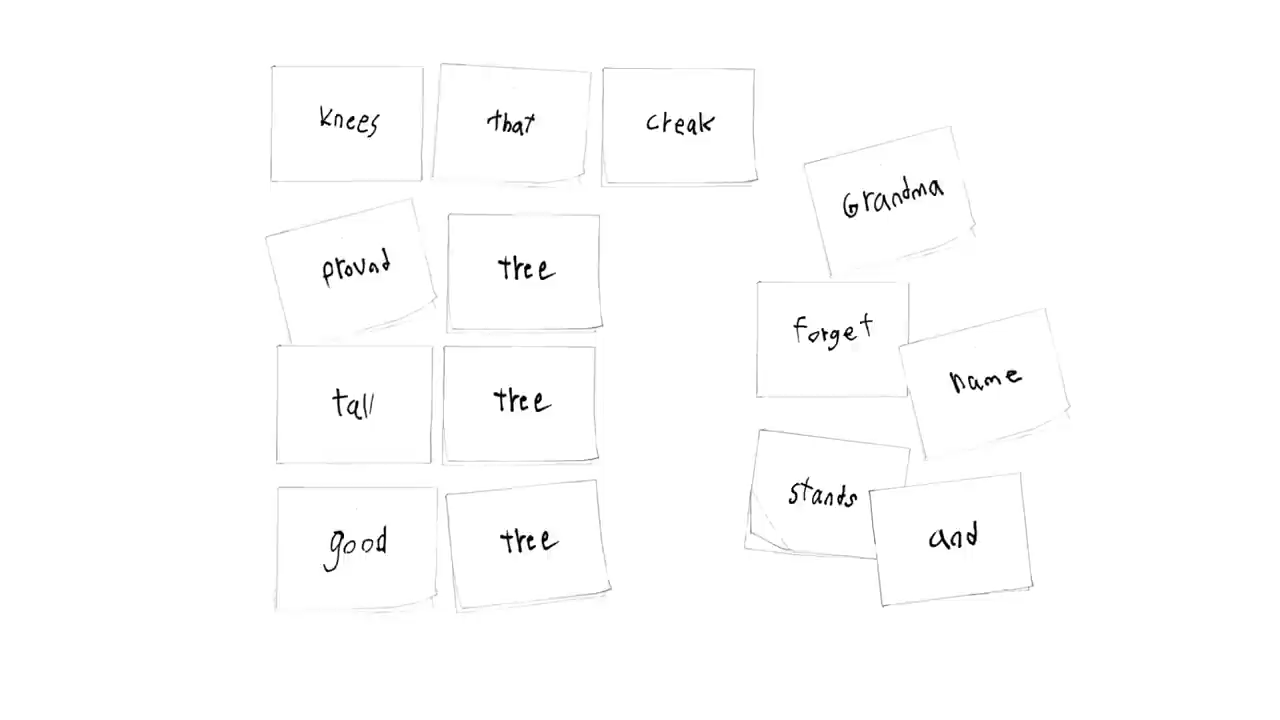 knees that creak
Grandma
proud tree
forget
name
tall tree
stands
and
good tree